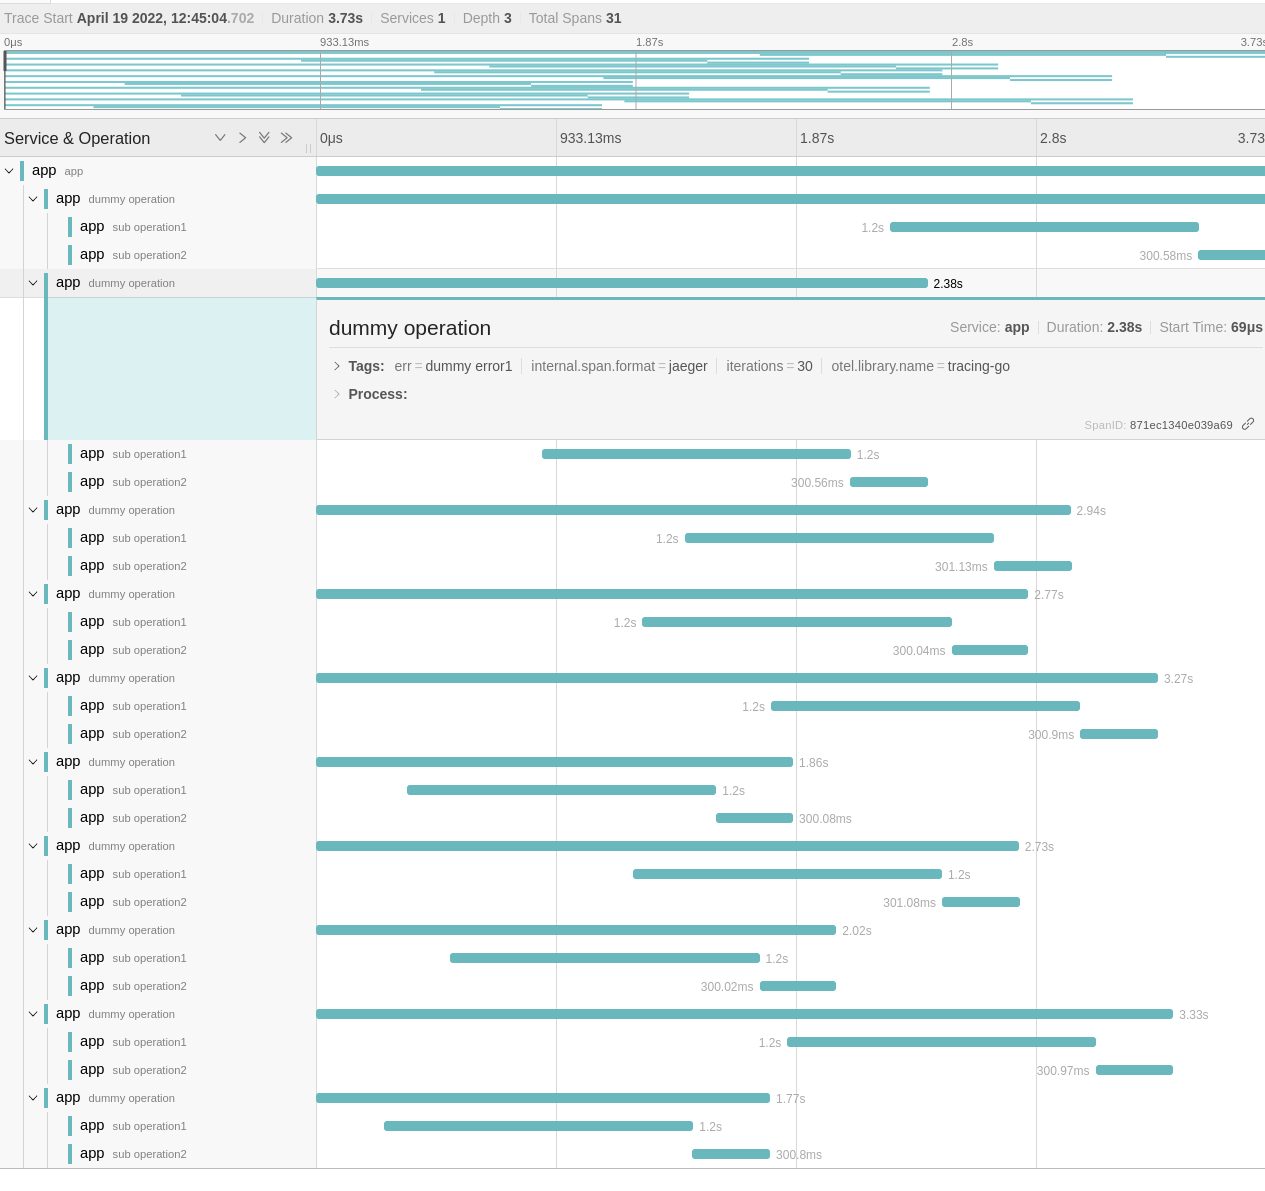 Trace Start April 19 2022, 12:45:04.702 Duration 3.73s Services 1 Depth 3 Total Spans 31
0μs 933.13ms 1.87s 2.8s 3.73s
Service & Operation 0μs 933.13ms 1.87s 2.8s 3.73
app app
app dummy operation
app sub operation1 1.2s
app sub operation2 300.58ms
app dummy operation 2.38s
dummy operation Service: app Duration: 2.38s Start Time: 69μs
Tags: err = dummy error1 internal.span.format = jaeger iterations = 30 otel.library.name = tracing-go
Process:
SpanID: 871ec1340e039a69
app sub operation1 1.2s
app sub operation2 300.56ms
app dummy operation 2.94s
app sub operation1 1.2s
app sub operation2 301.13ms
app dummy operation 2.77s
app sub operation1 1.2s
app sub operation2 300.04ms
app dummy operation 3.27s
app sub operation1 1.2s
app sub operation2 300.9ms
app dummy operation 1.86s
app sub operation1 1.2s
app sub operation2 300.08ms
app dummy operation 2.73s
app sub operation1 1.2s
app sub operation2 301.08ms
app dummy operation 2.02s
app sub operation1 1.2s
app sub operation2 300.02ms
app dummy operation 3.33s
app sub operation1 1.2s
app sub operation2 300.97ms
app dummy operation 1.77s
app sub operation1 1.2s
app sub operation2 300.8ms